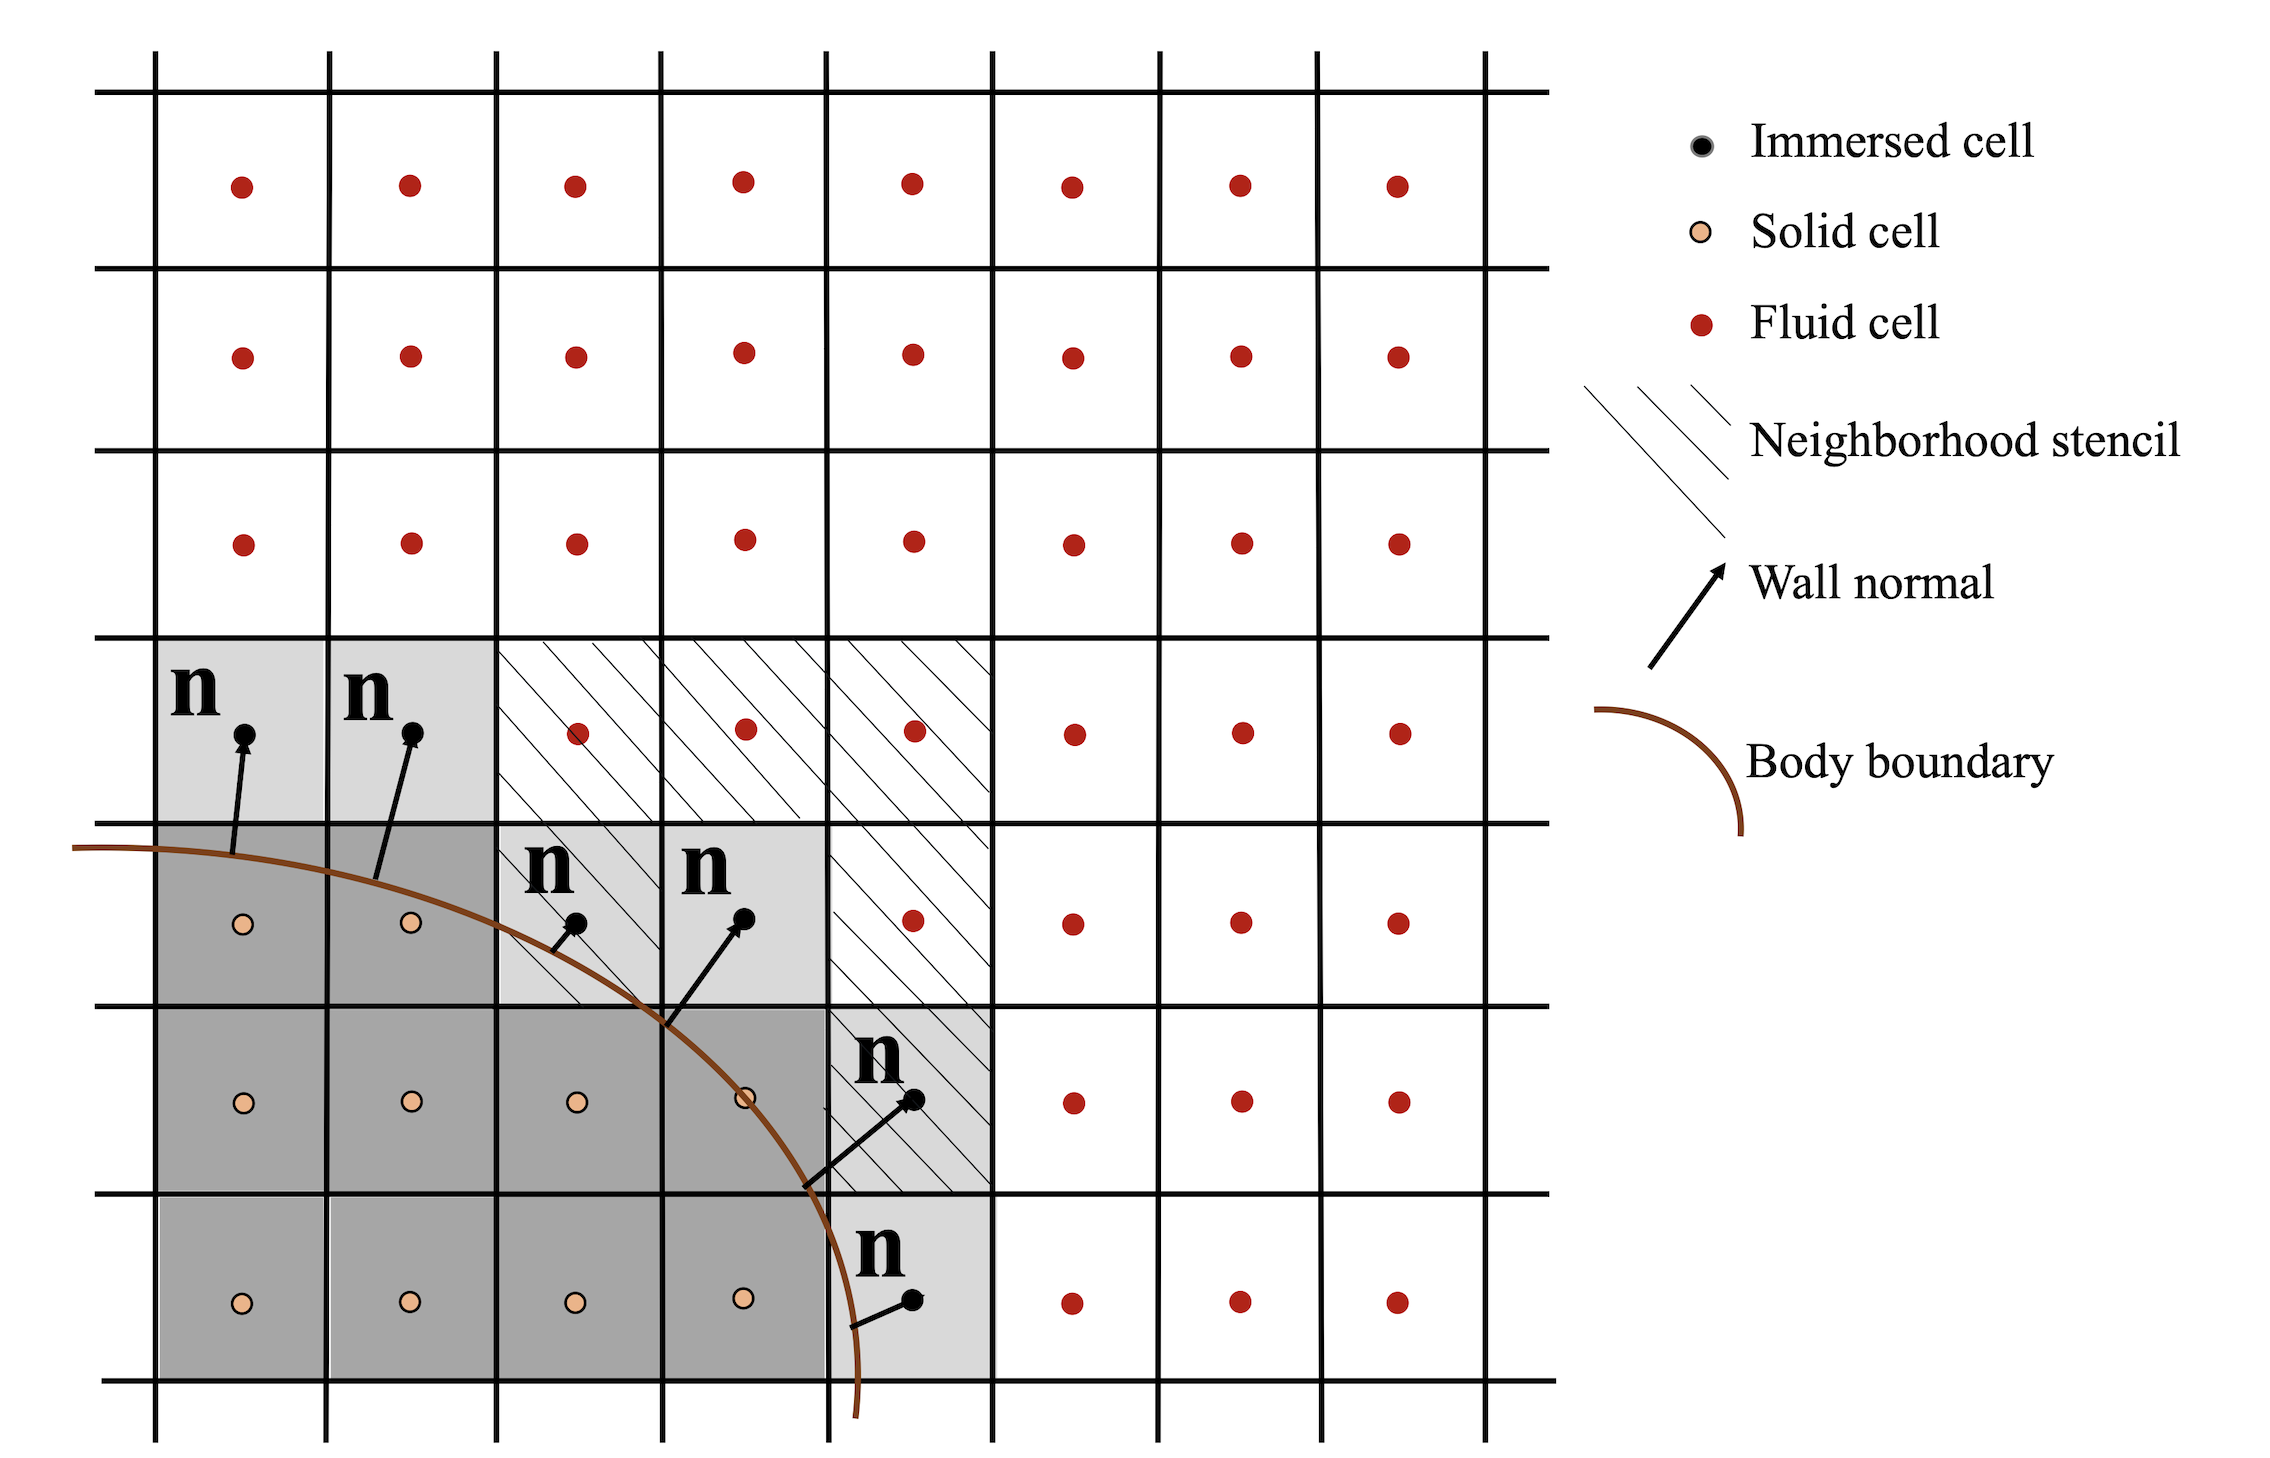 Immersed cell
Solid cell
Fluid cell
Neighborhood stencil
Wall normal
n n
Body boundary
n n
n
n